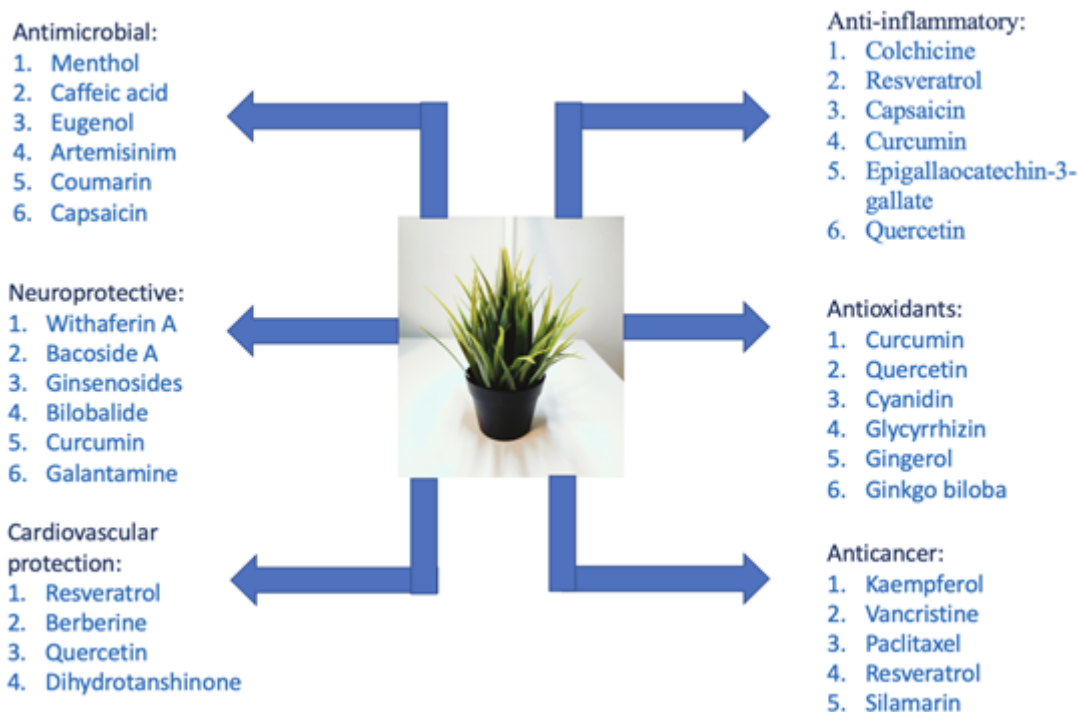 Antimicrobial:
1. Menthol
2. Caffeic acid
3. Eugenol
4. Artemisinim
5. Coumarin
6. Capsaicin
Neuroprotective:
1. Withaferin A
2. Bacoside A
3. Ginsenosides
4. Bilobalide
5. Curcumin
6. Galantamine
Cardiovascular
protection:
1. Resveratrol
2. Berberine
3. Quercetin
4. Dihydrotanshinone
Anti-inflammatory:
1. Colchicine
2. Resveratrol
3. Capsaicin
4. Curcumin
5. Epigallaocatechin-3-
gallate
6. Quercetin
Antioxidants:
1. Curcumin
2. Quercetin
3. Cyanidin
4. Glycyrrhizin
5. Gingerol
6. Ginkgo biloba
Anticancer:
1. Kaempferol
2. Vancristine
3. Paclitaxel
4. Resveratrol
5. Silamarin